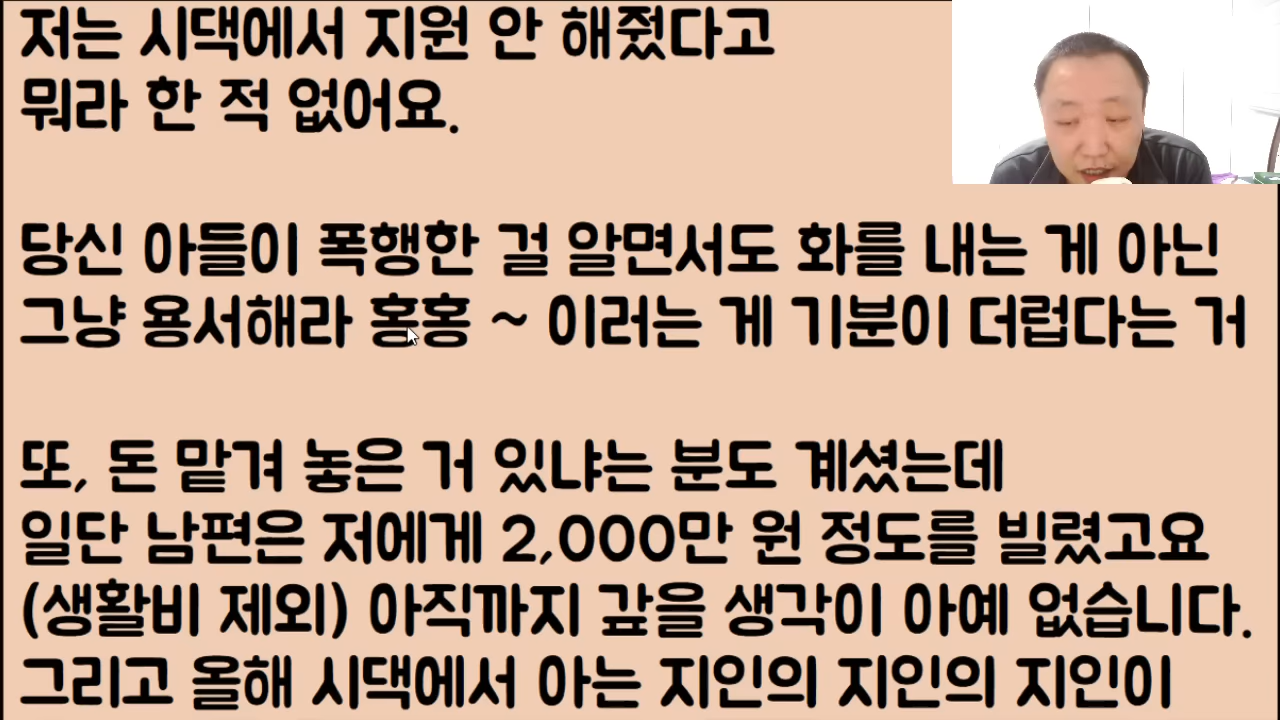 저는 시댁에서 지원 안 해줬다고
뭐라 한 적 없어요.
당신 아들이 폭행한 걸 알면서도 화를 내는 게 아닌
그냥 용서해라 홍홍 ~ 이러는 게 기분이 더럽다는 거
또, 돈 맡겨 놓은 거 있냐는 분도 계셨는데
일단 남편은 저에게 2,000만 원 정도를 빌렸고요
(생활비 제외) 아직까지 갚을 생각이 아예 없습니다.
그리고 올해 시댁에서 아는 지인의 지인의 지인이